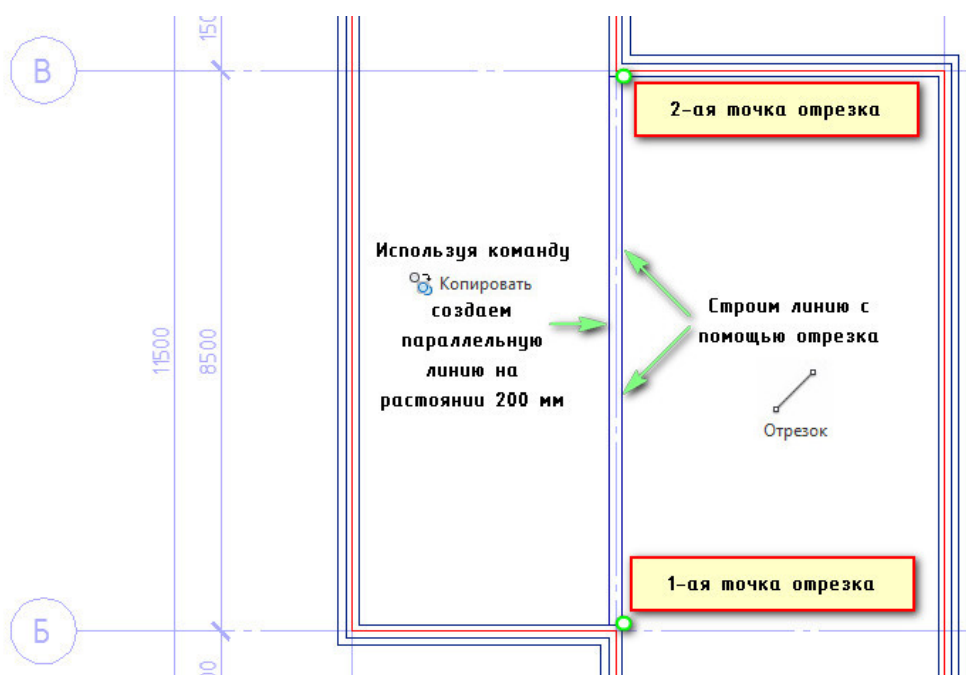 150
В
2-ая точка отрезка
Используя команду
Копировать
создаем
параллельную
линию на
растоянии 200 мм
Строим линию с
помощью отрезка
Отрезок
11500
8500
1-ая точка отрезка
Б